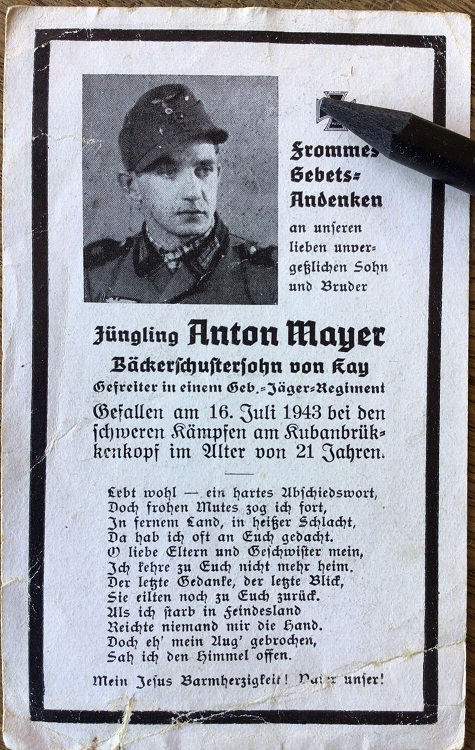 Frommes
Gebets-
Andenken
an unseren
lieben unver-
geßlichen Sohn
und Bruder
Jüngling Anton Mayer
Bäckerschustersohn von Kay
Gefreiter in einem Geb.-Jäger-Regiment
Gefallen am 16. Juli 1943 bei den
schweren Kämpfen am Kubanbrük-
kenkopf im Alter von 21 Jahren.
Lebt wohl — ein hartes Abschiedswort,
Doch frohen Mutes zog ich fort,
In fernem Land, in heißer Schlacht,
Da hab ich oft an Euch gedacht.
O liebe Eltern und Geschwister mein,
Ich kehre zu Euch nicht mehr heim.
Der letzte Gedanke, der letzte Blick,
Sie eilten noch zu Euch zurück.
Als ich starb in Feindesland
Reichte niemand mir die Hand.
Doch eh' mein Aug' gebrochen,
Sah ich den Himmel offen.
Mein Jesus Barmherzigkeit! Vater unser!